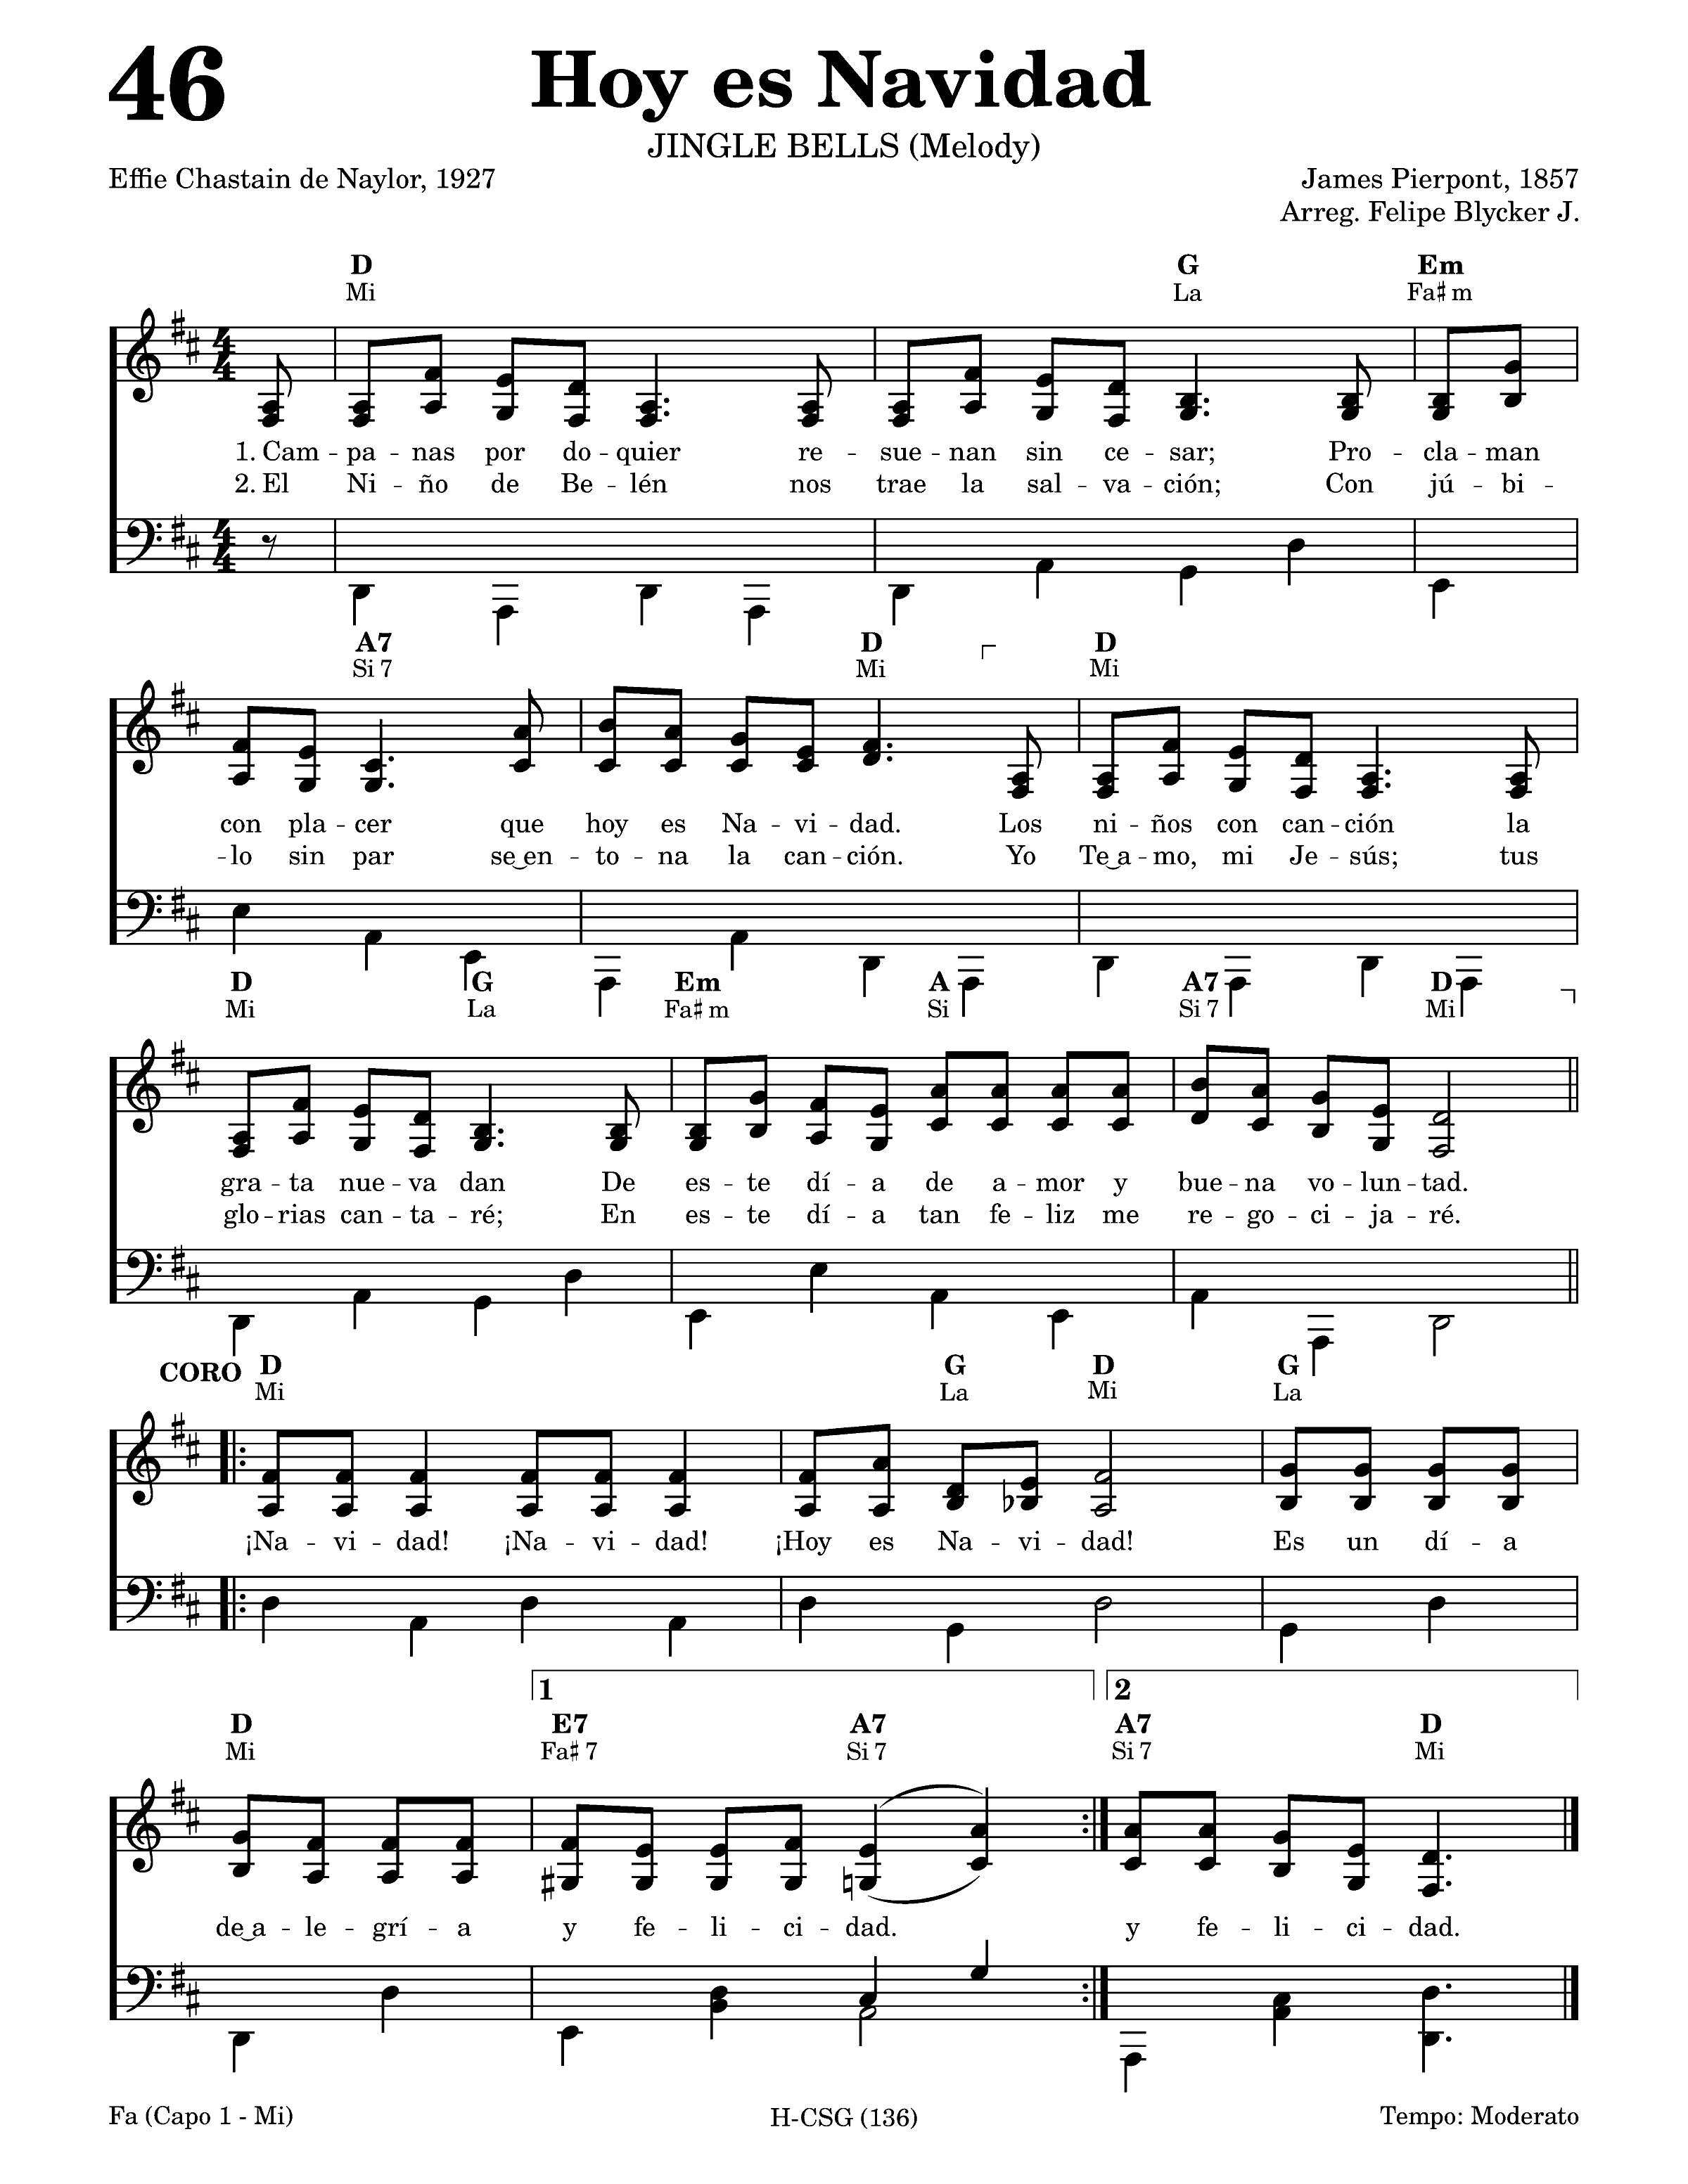 46
Hoy es Navidad
JINGLE BELLS (Melody)
Effie Chastain de Naylor, 1927
James Pierpont, 1857
Arreg. Felipe Blycker J.
D G Em
Mi La Fa♯m
1. Cam – pa – nas por do – quier re – sue – nan sin ce – sar; Pro – cla – man
2. El Ni – ño de Be – lén nos trae la sal – va – ción; Con jú – bi –
A7 D D
Si 7 Mi Mi
con pla – cer que hoy es Na – vi – dad. Los ni – ños con can – ción la
– lo sin par se‿en – to – na la can – ción. Yo Te‿a – mo, mi Je – sús; tus
D G Em A A7 D
Mi La Fa♯m Si Si 7 Mi
gra – ta nue – va dan De es – te dí – a de a – mor y bue – na vo – lun – tad.
glo – rias can – ta – ré; En es – te dí – a tan fe – liz me re – go – ci – ja – ré.
CORO D G D G
Mi La Mi La
¡Na – vi – dad! ¡Na – vi – dad! ¡Hoy es Na – vi – dad! Es un dí – a
1 2
D E7 A7 A7 D
Mi Fa♯7 Si 7 Si 7 Mi
de‿a – le – grí – a y fe – li – ci – dad. y fe – li – ci – dad.
Fa (Capo 1 - Mi)
H-CSG (136)
Tempo: Moderato